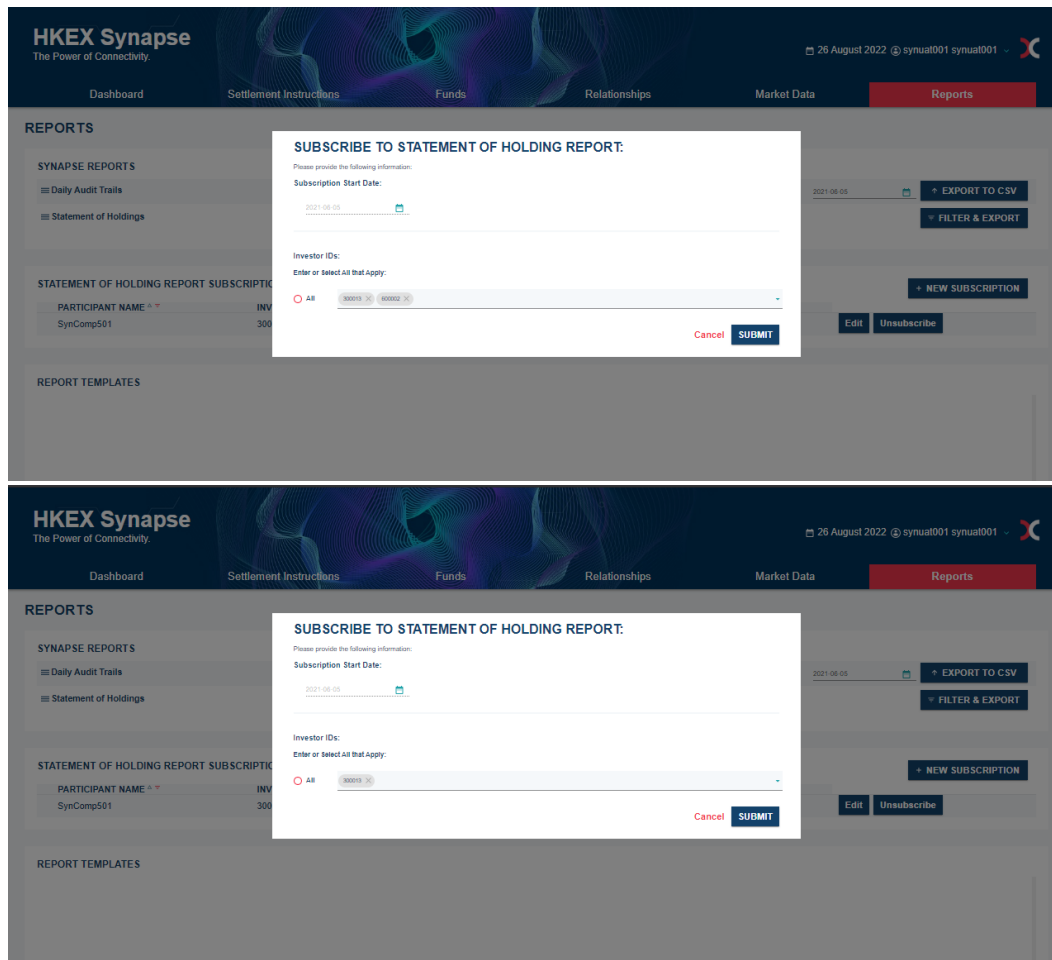 HKEX Synapse
The Power of Connectivity.
26 August 2022 synuat001 synuat001
Dashboard Settlement Instructions Funds Relationships Market Data Reports
REPORTS
SUBSCRIBE TO STATEMENT OF HOLDING REPORT:
Please provide the following information:
Subscription Start Date:
2021-08-05
SYNAPSE REPORTS
Daily Audit Trails 2021-08-05 EXPORT TO CSV
Statement of Holdings FILTER & EXPORT
Investor IDs:
Enter or Select All that Apply:
All 300013 600002
Cancel SUBMIT
STATEMENT OF HOLDING REPORT SUBSCRIPTIO + NEW SUBSCRIPTION
PARTICIPANT NAME INV
SynComp501 300 Edit Unsubscribe
REPORT TEMPLATES
HKEX Synapse
The Power of Connectivity.
26 August 2022 synuat001 synuat001
Dashboard Settlement Instructions Funds Relationships Market Data Reports
REPORTS
SUBSCRIBE TO STATEMENT OF HOLDING REPORT:
Please provide the following information:
Subscription Start Date:
2021-08-05
SYNAPSE REPORTS
Daily Audit Trails 2021-08-05 EXPORT TO CSV
Statement of Holdings FILTER & EXPORT
Investor IDs:
Enter or Select All that Apply:
All 300013
Cancel SUBMIT
STATEMENT OF HOLDING REPORT SUBSCRIPTIO + NEW SUBSCRIPTION
PARTICIPANT NAME INV
SynComp501 300 Edit Unsubscribe
REPORT TEMPLATES